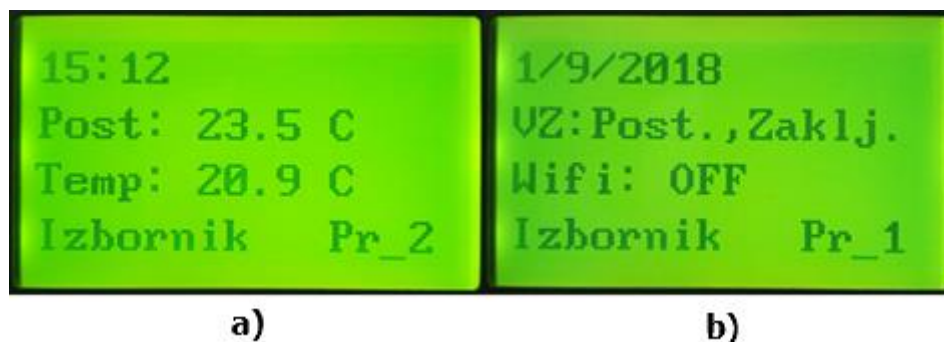 15:12
Post: 23.5 C
Temp: 20.9 C
Izbornik Pr_2
1/9/2018
VZ:Post.,Zaklj.
Wifi: OFF
Izbornik Pr_1
a)
b)